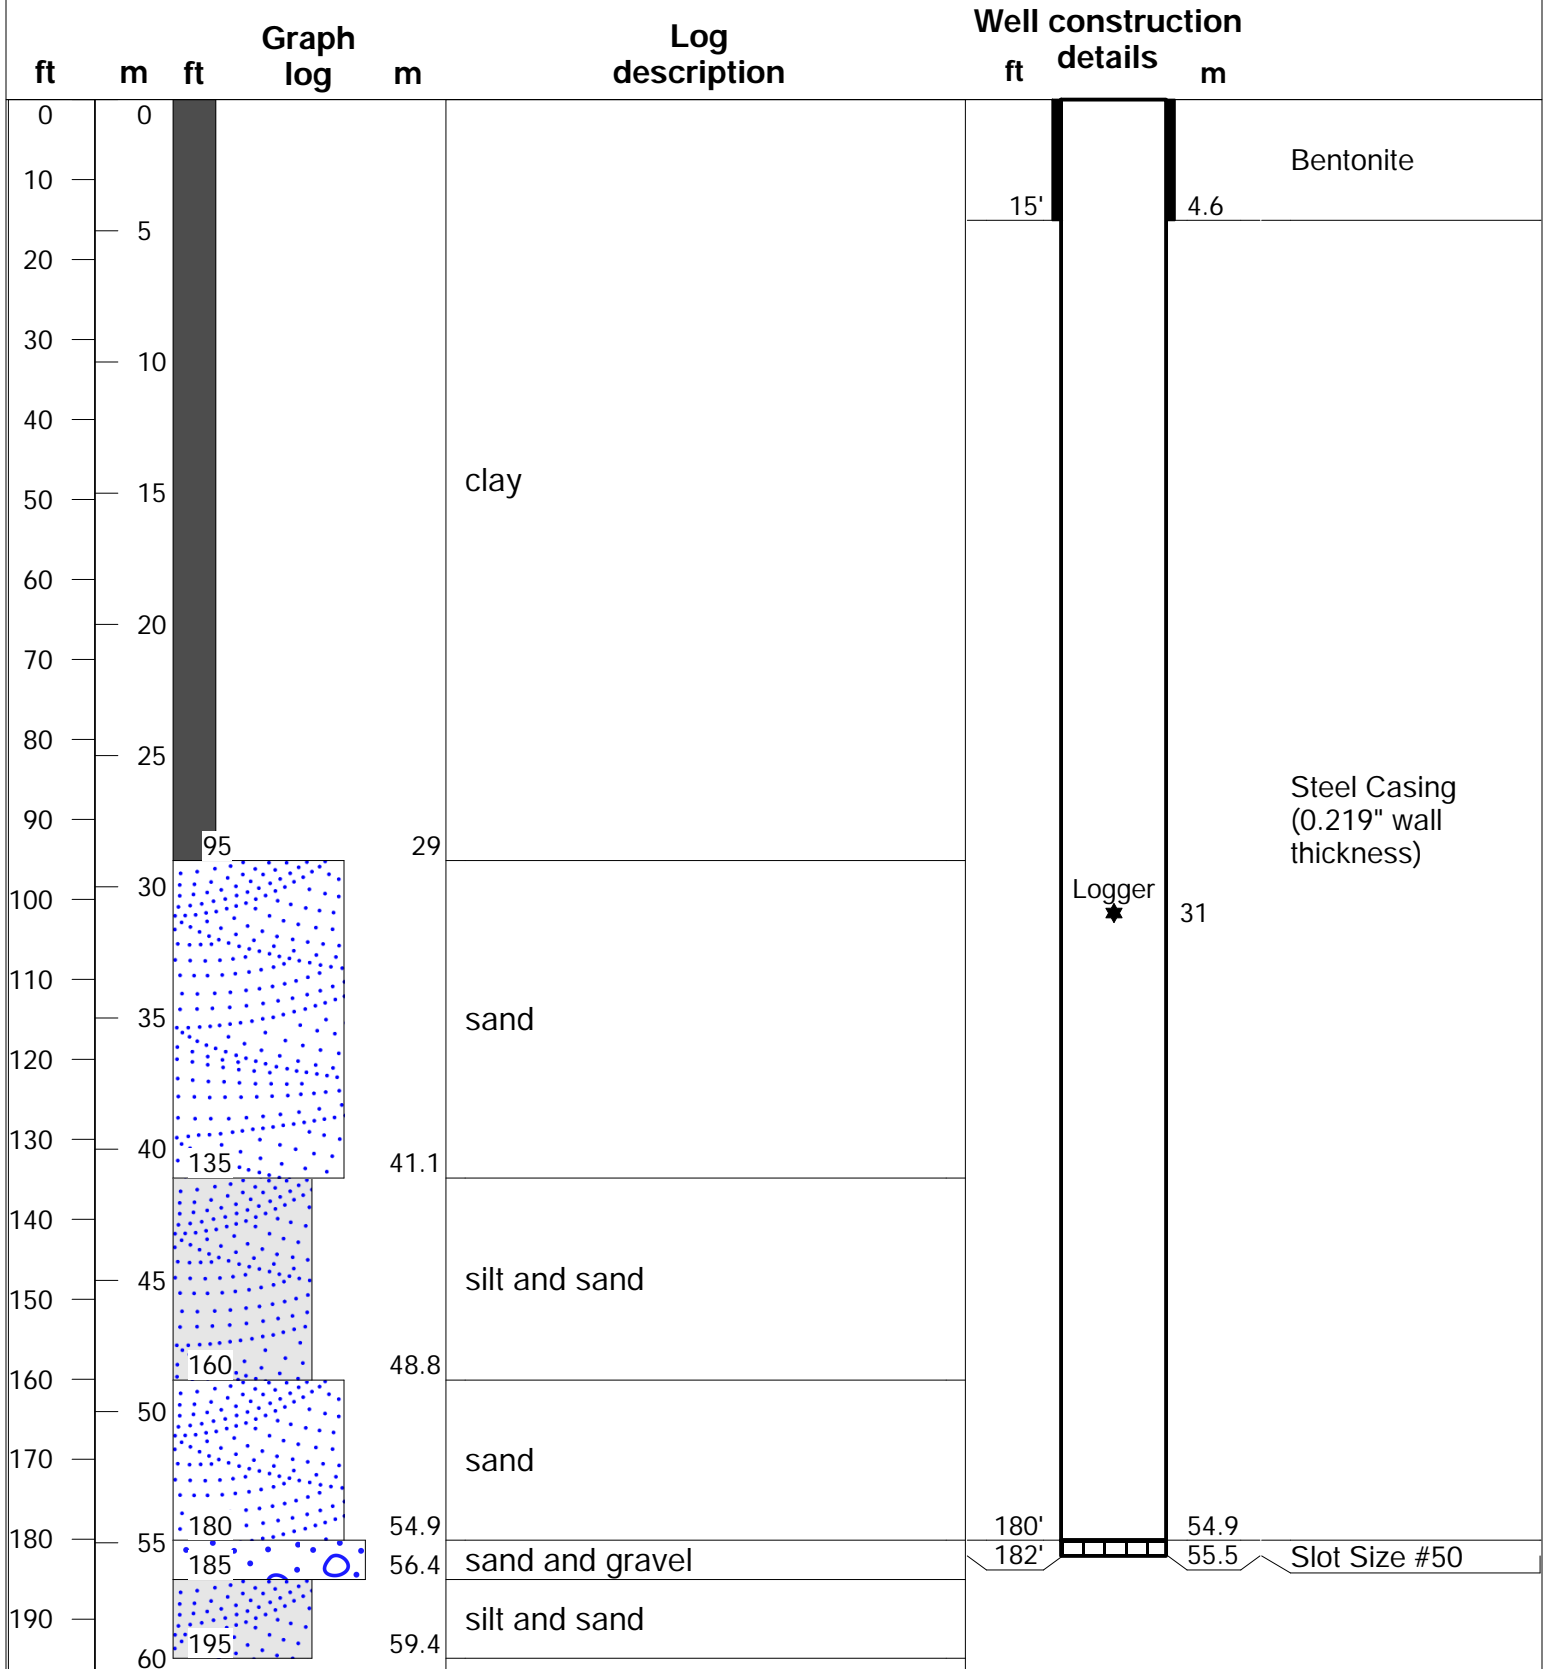 Graph
log
Log
description
Well construction
details
ft m ft m ft m
0 0
10
5
20
30
10
40
50 15
60
20
70
80
25
90
30
100
110
35
120
130
40
140
45
150
160
50
170
180
55
190
60
95 29
135 41.1
160 48.8
180 54.9
185 56.4
195 59.4
clay
sand
silt and sand
sand
sand and gravel
silt and sand
15' 4.6
Bentonite
Steel Casing
(0.219" wall
thickness)
Logger
31
180' 54.9
182' 55.5 Slot Size #50